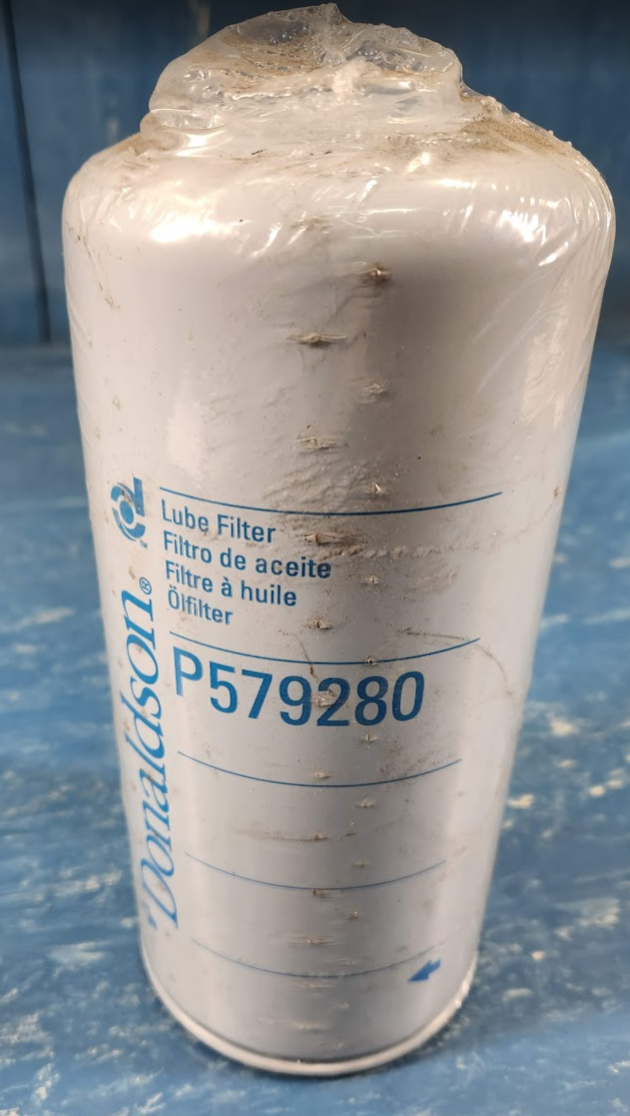 Lube Filter
Filtro de aceite
Filtre à huile
Ölfilter
P579280
Donaldson®